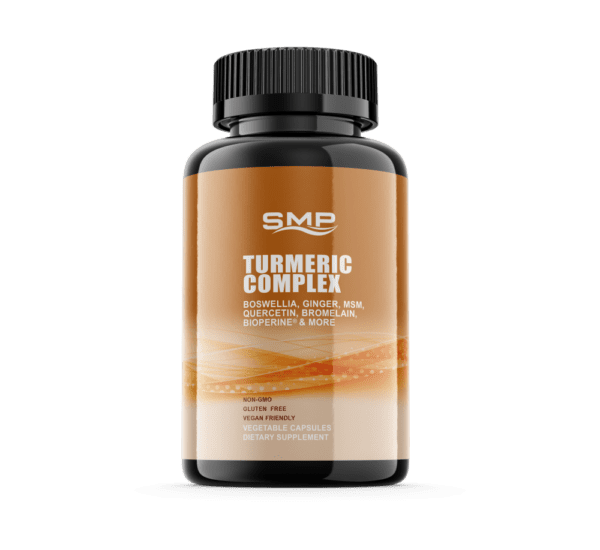 SMP
TURMERIC
COMPLEX
BOSWELLIA, GINGER, MSM,
QUERCETIN, BROMELAIN,
BIOPERINE® & MORE
NON-GMO
GLUTEN FREE
VEGAN FRIENDLY
VEGETABLE CAPSULES
DIETARY SUPPLEMENT